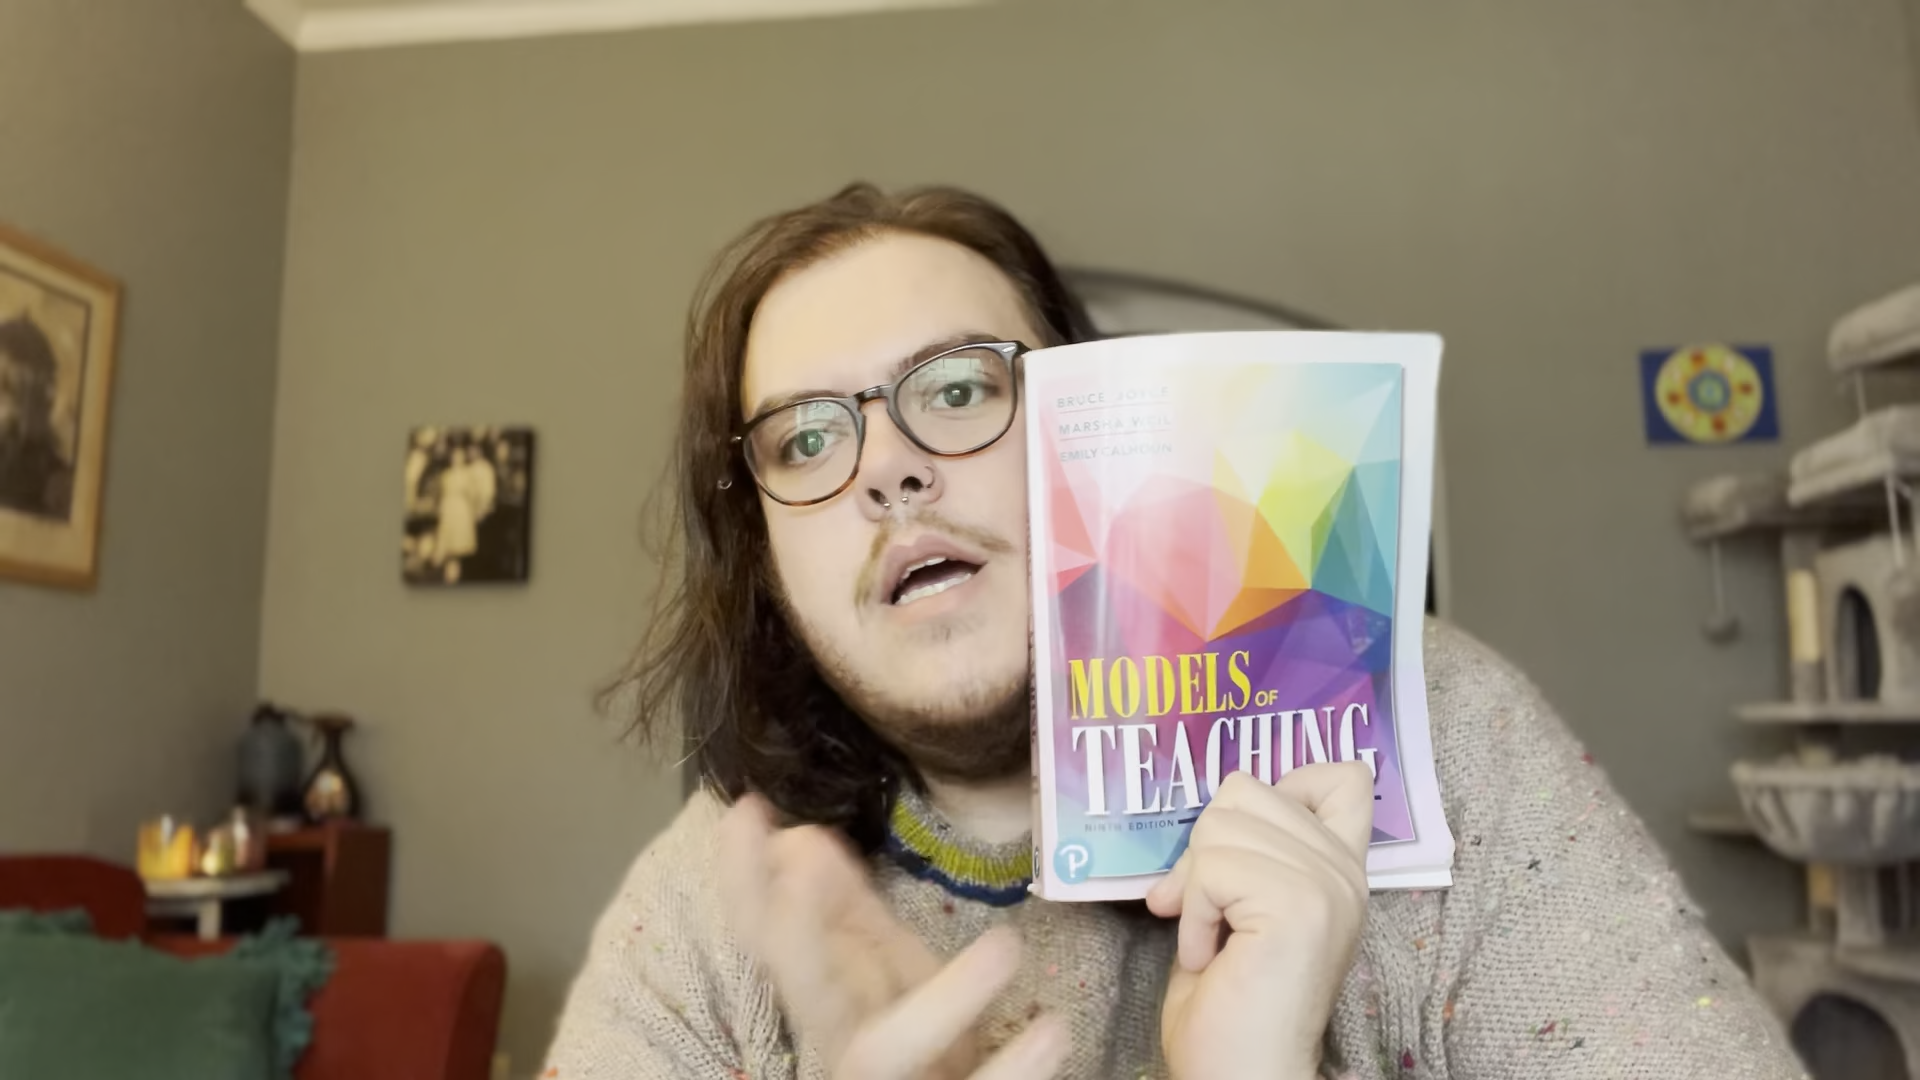 BRUCE JOYCE
MARSHA WEIL
EMILY CALHOUN
MODELS OF
TEACHING
NINTH EDITION
P